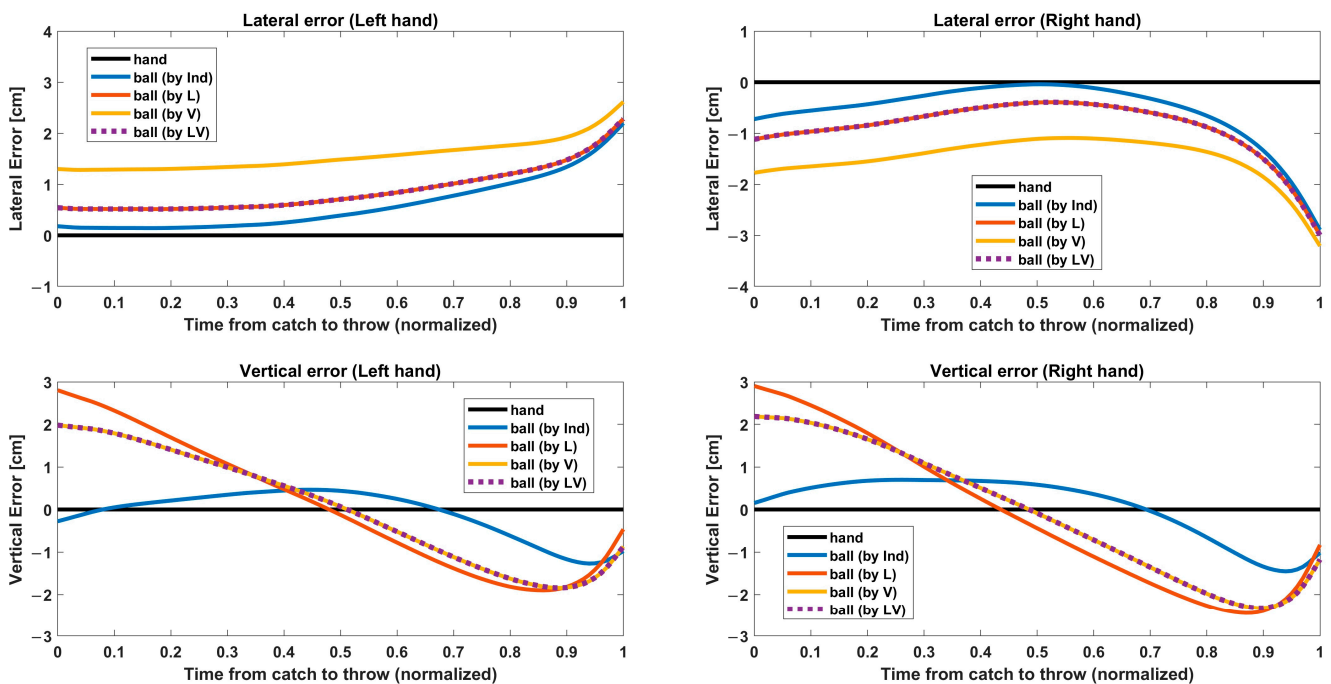 Lateral error (Left hand)
Lateral Error [cm]
4
3
2
1
0
−1
hand
ball (by Ind)
ball (by L)
ball (by V)
ball (by LV)
0 0.1 0.2 0.3 0.4 0.5 0.6 0.7 0.8 0.9 1
Time from catch to throw (normalized)
Lateral error (Right hand)
Lateral Error [cm]
1
0
−1
−2
−3
−4
hand
ball (by Ind)
ball (by L)
ball (by V)
ball (by LV)
0 0.1 0.2 0.3 0.4 0.5 0.6 0.7 0.8 0.9 1
Time from catch to throw (normalized)
Vertical error (Left hand)
Vertical Error [cm]
3
2
1
0
−1
−2
−3
hand
ball (by Ind)
ball (by L)
ball (by V)
ball (by LV)
0 0.1 0.2 0.3 0.4 0.5 0.6 0.7 0.8 0.9 1
Time from catch to throw (normalized)
Vertical error (Right hand)
Vertical Error [cm]
3
2
1
0
−1
−2
−3
hand
ball (by Ind)
ball (by L)
ball (by V)
ball (by LV)
0 0.1 0.2 0.3 0.4 0.5 0.6 0.7 0.8 0.9 1
Time from catch to throw (normalized)